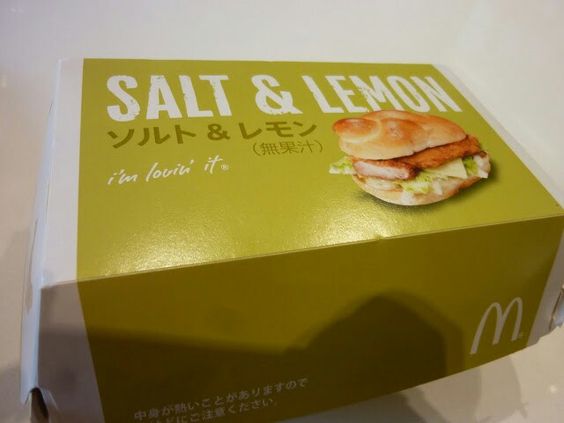 SALT & LEMON
ソルト & レモン
(無果汁)
i'm lovin' it®
中身が熱いことがありますので
にご注意ください。